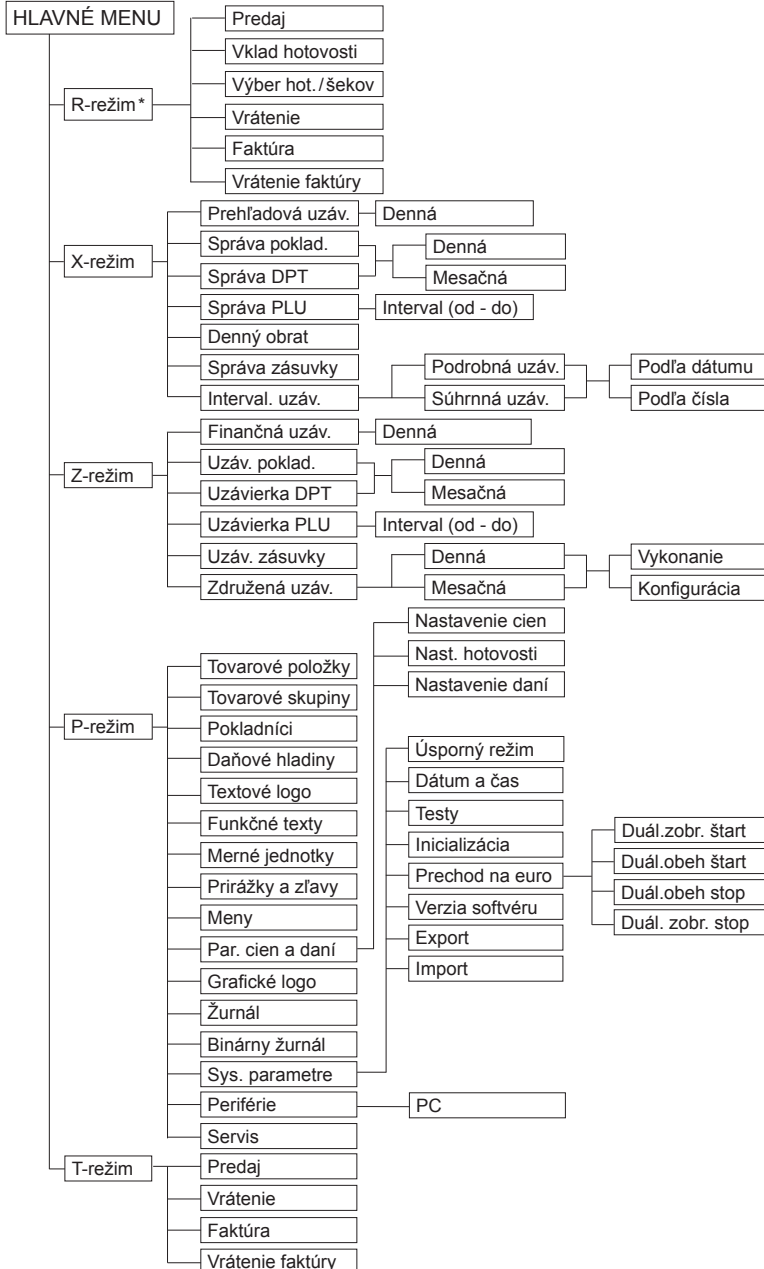 HLAVNÉ MENU
R-režim *
Predaj
Vklad hotovosti
Výber hot. / šekov
Vrátenie
Faktúra
Vrátenie faktúry
X-režim
Prehľadová uzáv.
Denná
Správa poklad.
Správa DPT
Denná
Mesačná
Správa PLU
Interval (od - do)
Denný obrat
Správa zásuvky
Interval. uzáv.
Podrobná uzáv.
Súhrnná uzáv.
Podľa dátumu
Podľa čísla
Z-režim
Finančná uzáv.
Denná
Uzáv. poklad.
Uzávierka DPT
Denná
Mesačná
Uzávierka PLU
Interval (od - do)
Uzáv. zásuvky
Združená uzáv.
Denná
Mesačná
Vykonanie
Konfigurácia
P-režim
Tovarové položky
Tovarové skupiny
Pokladníci
Daňové hladiny
Textové logo
Funkčné texty
Merné jednotky
Prirážky a zľavy
Meny
Par. cien a daní
Nastavenie cien
Nast. hotovosti
Nastavenie daní
Grafické logo
Žurnál
Binárny žurnál
Sys. parametre
Úsporný režim
Dátum a čas
Testy
Inicializácia
Prechod na euro
Duál.zobr. štart
Duál.obeh štart
Duál.obeh stop
Duál. zobr. stop
Verzia softvéru
Export
Import
Periférie
PC
Servis
T-režim
Predaj
Vrátenie
Faktúra
Vrátenie faktúry